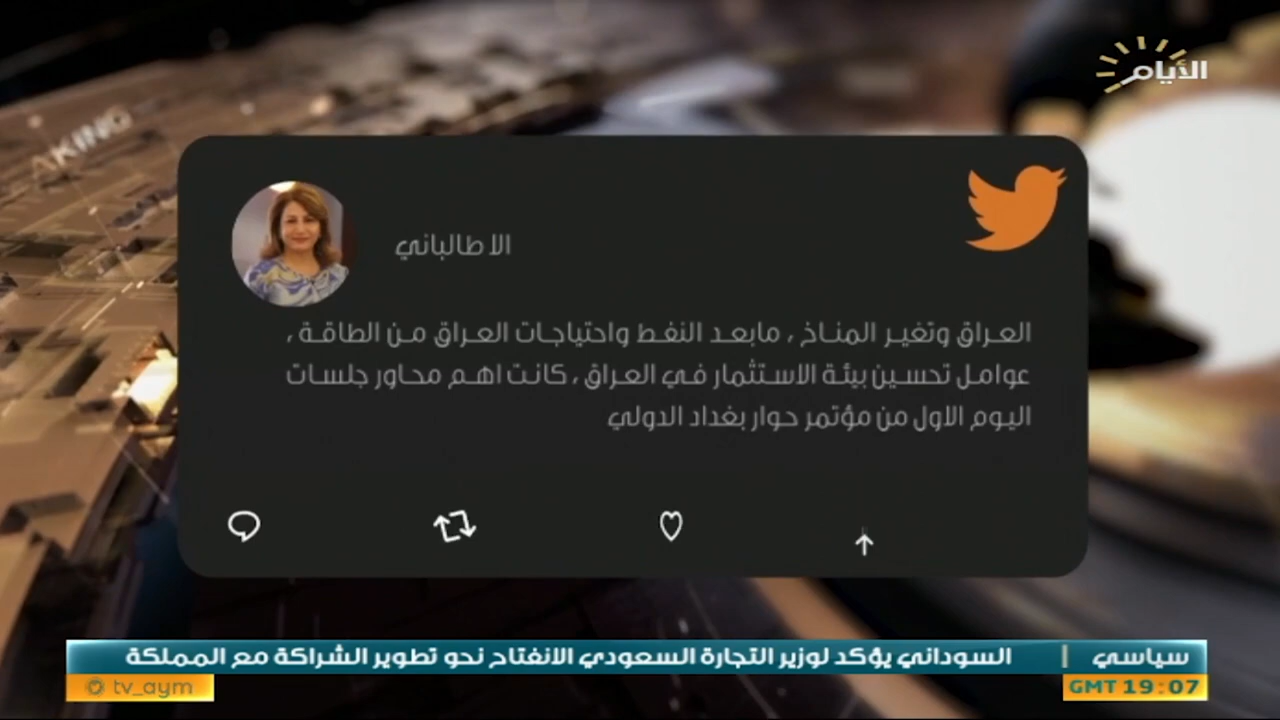 الأيام
AKING
الا طالباني
العراق وتغير المناخ ، مابعد النفط واحتياجات العراق من الطاقة ،
عوامل تحسين بيئة الاستثمار في العراق ، كانت اهم محاور جلسات
اليوم الاول من مؤتمر حوار بغداد الدولي
سياسي | السوداني يؤكد لوزير التجارة السعودي الانفتاح نحو تطوير الشراكة مع المملكة
tv_aym
GMT 19:07